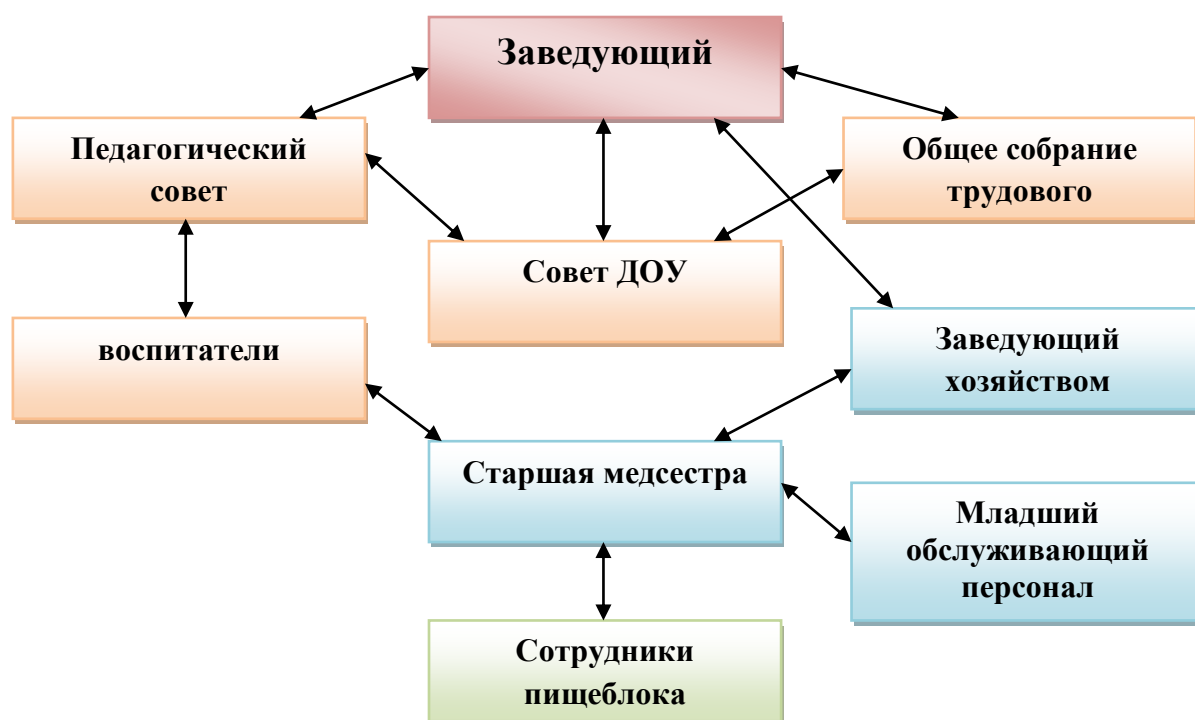 Заведующий
Педагогический
совет
Общее собрание
трудового
Совет ДОУ
воспитатели
Заведующий
хозяйством
Старшая медсестра
Младший
обслуживающий
персонал
Сотрудники
пищеблока